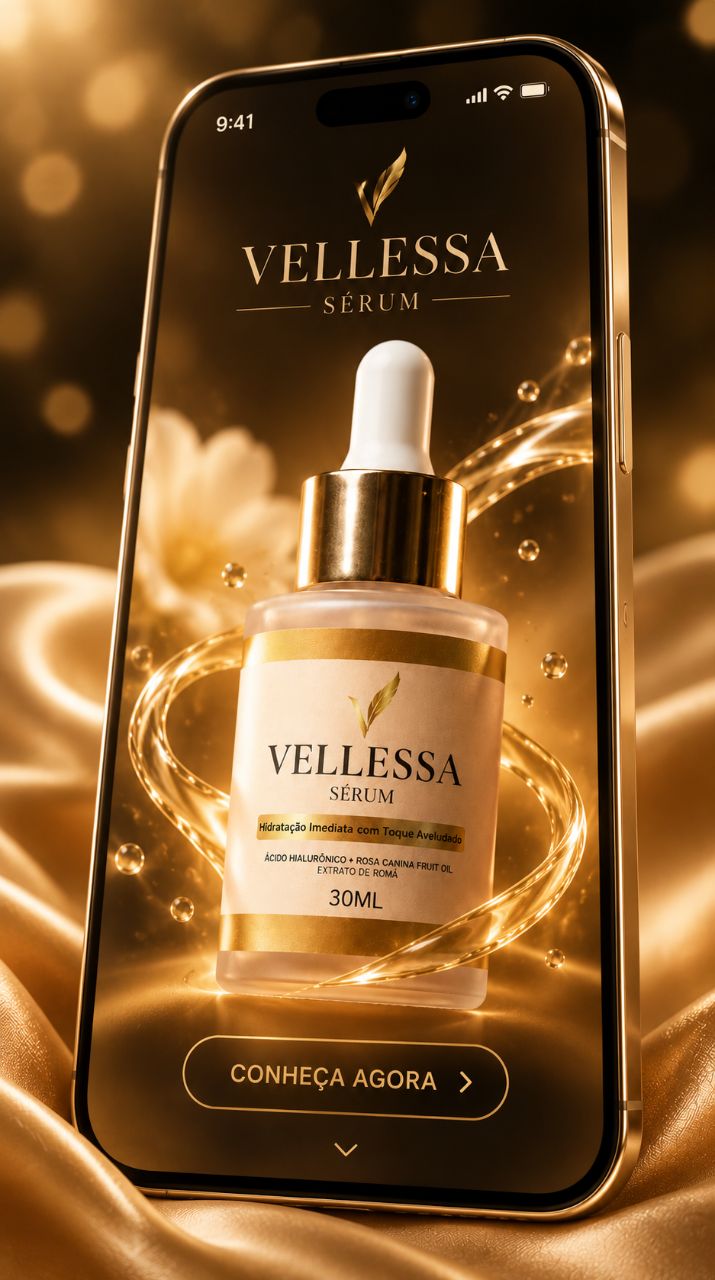 9:41
VELLESSA
SÉRUM
VELLESSA
SÉRUM
Hidratação Imediata com Toque Aveludado
ÁCIDO HIALURÔNICO + ROSA CANINA FRUIT OIL
EXTRATO DE ROMÃ
30ML
CONHEÇA AGORA